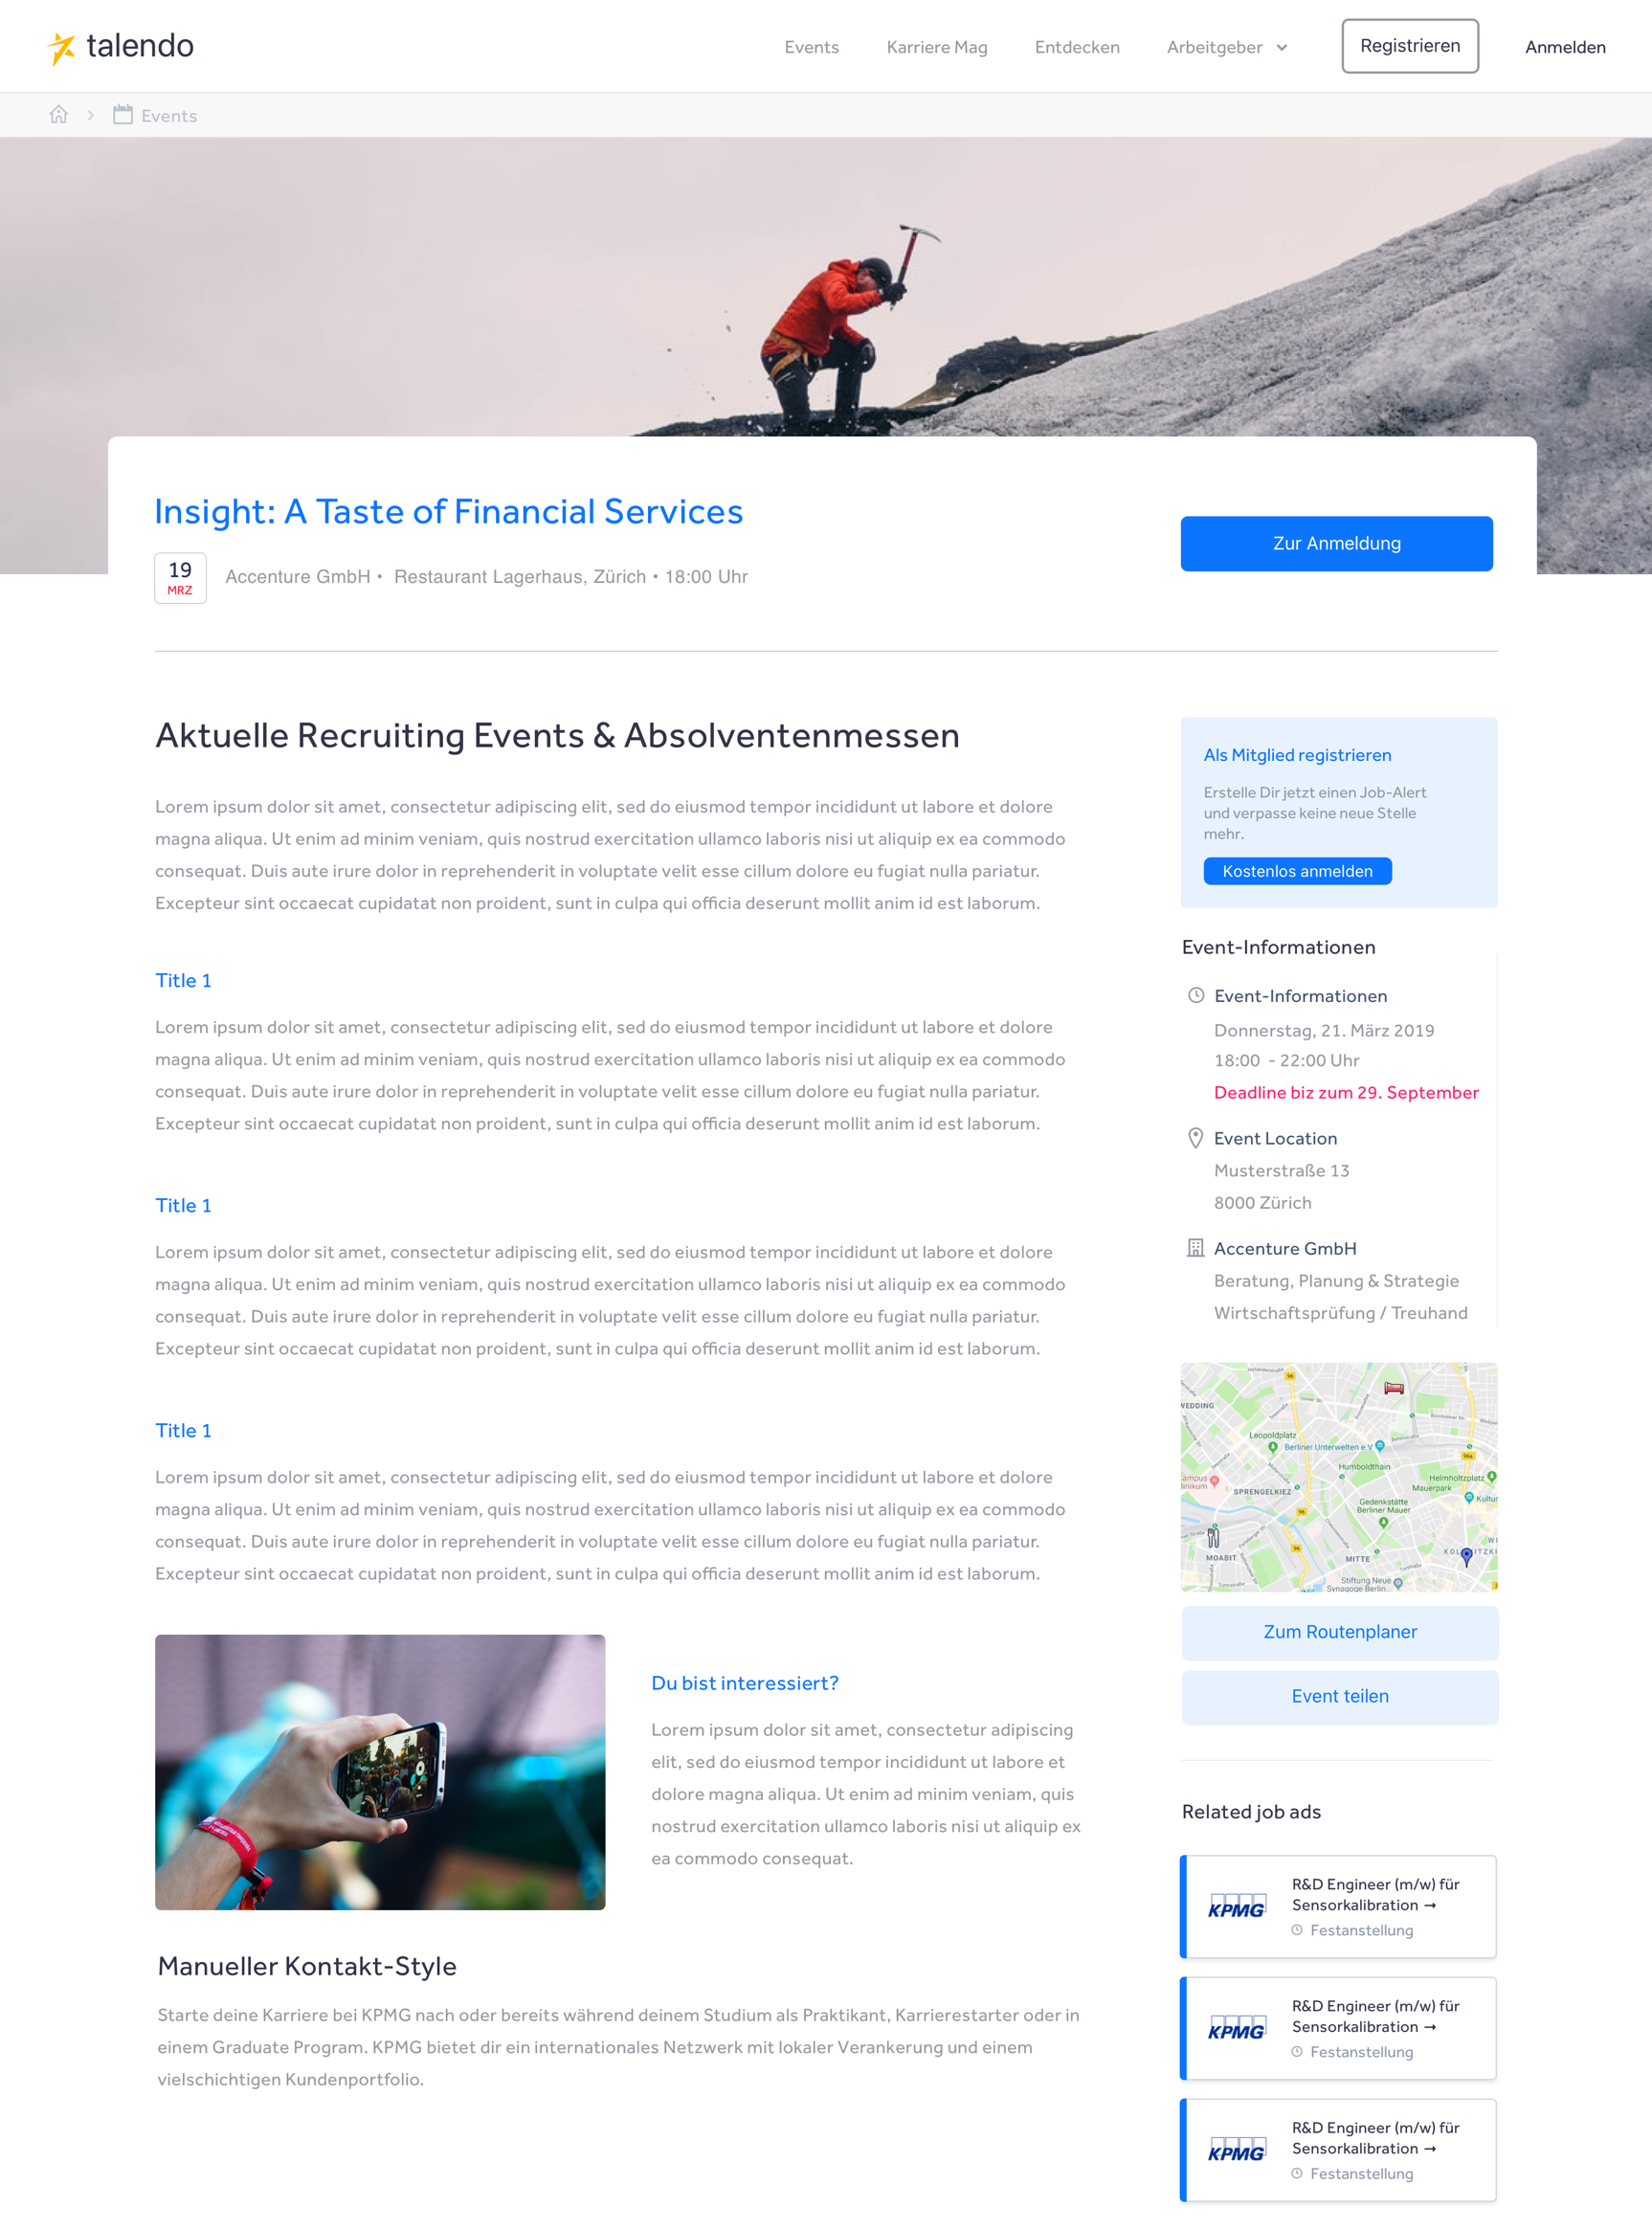 talendo
Events
Karriere Mag
Entdecken
Arbeitgeber
Registrieren
Anmelden
Events
Insight: A Taste of Financial Services
19
MRZ
Accenture GmbH • Restaurant Lagerhaus, Zürich • 18:00 Uhr
Zur Anmeldung
Aktuelle Recruiting Events & Absolventenmessen
Lorem ipsum dolor sit amet, consectetur adipiscing elit, sed do eiusmod tempor incididunt ut labore et dolore
magna aliqua. Ut enim ad minim veniam, quis nostrud exercitation ullamco laboris nisi ut aliquip ex ea commodo
consequat. Duis aute irure dolor in reprehenderit in voluptate velit esse cillum dolore eu fugiat nulla pariatur.
Excepteur sint occaecat cupidatat non proident, sunt in culpa qui officia deserunt mollit anim id est laborum.
Title 1
Lorem ipsum dolor sit amet, consectetur adipiscing elit, sed do eiusmod tempor incididunt ut labore et dolore
magna aliqua. Ut enim ad minim veniam, quis nostrud exercitation ullamco laboris nisi ut aliquip ex ea commodo
consequat. Duis aute irure dolor in reprehenderit in voluptate velit esse cillum dolore eu fugiat nulla pariatur.
Excepteur sint occaecat cupidatat non proident, sunt in culpa qui officia deserunt mollit anim id est laborum.
Title 1
Lorem ipsum dolor sit amet, consectetur adipiscing elit, sed do eiusmod tempor incididunt ut labore et dolore
magna aliqua. Ut enim ad minim veniam, quis nostrud exercitation ullamco laboris nisi ut aliquip ex ea commodo
consequat. Duis aute irure dolor in reprehenderit in voluptate velit esse cillum dolore eu fugiat nulla pariatur.
Excepteur sint occaecat cupidatat non proident, sunt in culpa qui officia deserunt mollit anim id est laborum.
Title 1
Lorem ipsum dolor sit amet, consectetur adipiscing elit, sed do eiusmod tempor incididunt ut labore et dolore
magna aliqua. Ut enim ad minim veniam, quis nostrud exercitation ullamco laboris nisi ut aliquip ex ea commodo
consequat. Duis aute irure dolor in reprehenderit in voluptate velit esse cillum dolore eu fugiat nulla pariatur.
Excepteur sint occaecat cupidatat non proident, sunt in culpa qui officia deserunt mollit anim id est laborum.
Du bist interessiert?
Lorem ipsum dolor sit amet, consectetur adipiscing
elit, sed do eiusmod tempor incididunt ut labore et
dolore magna aliqua. Ut enim ad minim veniam, quis
nostrud exercitation ullamco laboris nisi ut aliquip ex
ea commodo consequat.
Manueller Kontakt-Style
Starte deine Karriere bei KPMG nach oder bereits während deinem Studium als Praktikant, Karrierestarter oder in
einem Graduate Program. KPMG bietet dir ein internationales Netzwerk mit lokaler Verankerung und einem
vielschichtigen Kundenportfolio.
Als Mitglied registrieren
Erstelle Dir jetzt einen Job-Alert
und verpasse keine neue Stelle
mehr.
Kostenlos anmelden
Event-Informationen
Event-Informationen
Donnerstag, 21. März 2019
18:00 - 22:00 Uhr
Deadline biz zum 29. September
Event Location
Musterstraße 13
8000 Zürich
Accenture GmbH
Beratung, Planung & Strategie
Wirtschaftsprüfung / Treuhand
96
WEDDING
Leopoldplatz
Berliner Unterwelten e.V
96a
Humboldthain
Helmholtzplatz
Mauerpark
SPRENGELKIEZ
Kultur
Gedenkstätte
Berliner Mauer
96
96
MOABIT
MITTE
Stiftung Neue
Synagoge Berlin
Zum Routenplaner
Event teilen
Related job ads
KPMG
R&D Engineer (m/w) für
Sensorkalibration →
Festanstellung
KPMG
R&D Engineer (m/w) für
Sensorkalibration →
Festanstellung
KPMG
R&D Engineer (m/w) für
Sensorkalibration →
Festanstellung